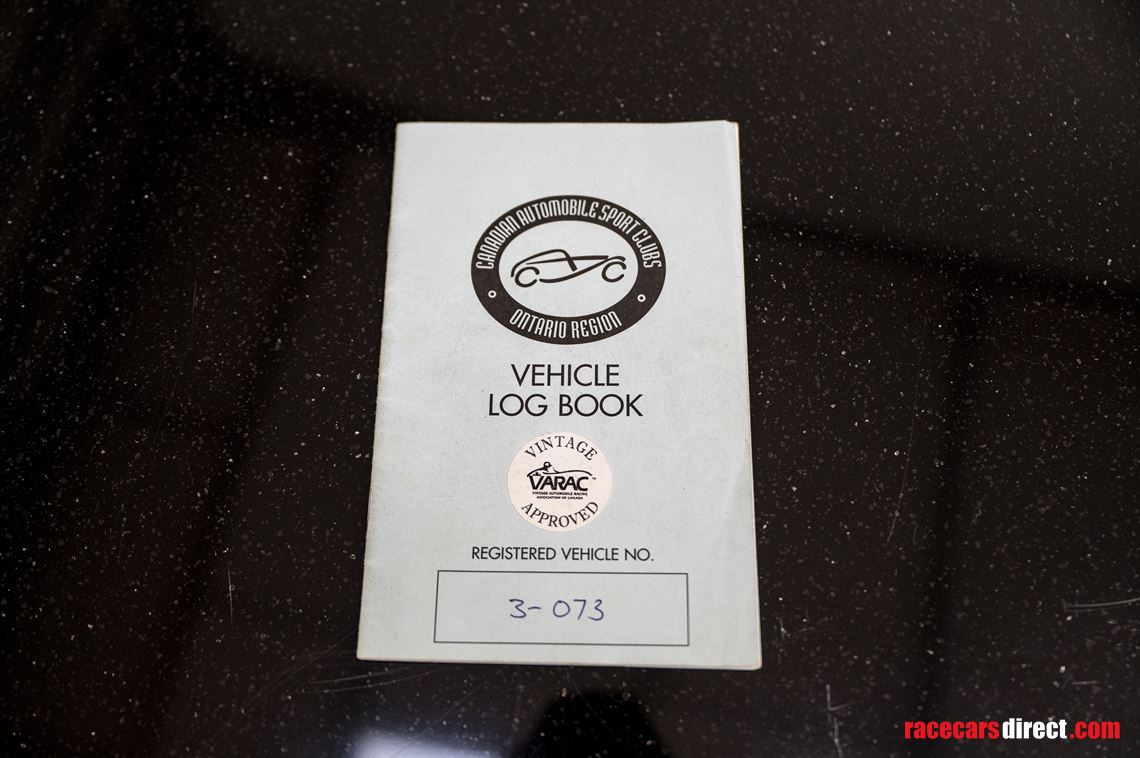 CANADIAN AUTOMOBILE SPORT CLUBS
ONTARIO REGION
VEHICLE
LOG BOOK
VINTAGE
VARAC™
VINTAGE AUTOMOBILE RACING
ASSOCIATION OF CANADA
APPROVED
REGISTERED VEHICLE NO.
3-073
racecarsdirect.com